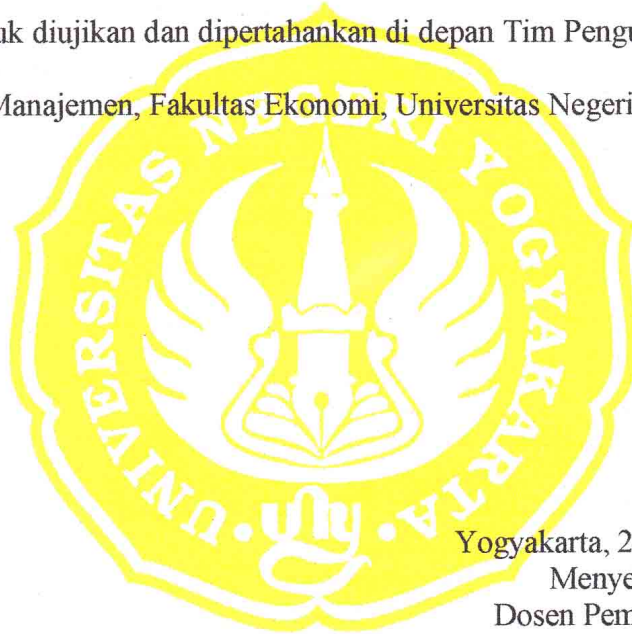 uk diujikan dan dipertahankan di depan Tim Pengu
Manajemen, Fakultas Ekonomi, Universitas Negeri
UNIVERSITAS NEGERI YOGYAKARTA
uny
Yogyakarta, 2
Menye
Dosen Pem